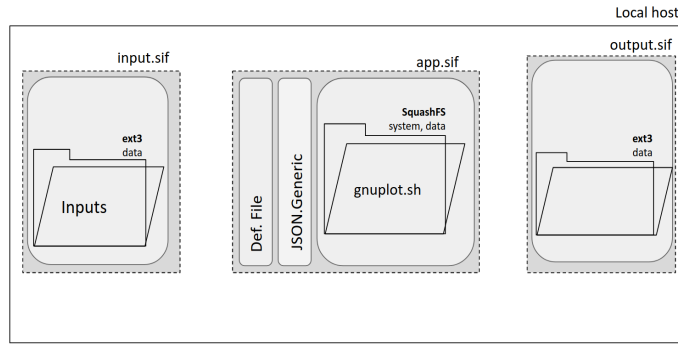 Local host
input.sif
app.sif
output.sif
ext3
data
Inputs
Def. File
JSON.Generic
SquashFS
system, data
gnuplot.sh
ext3
data